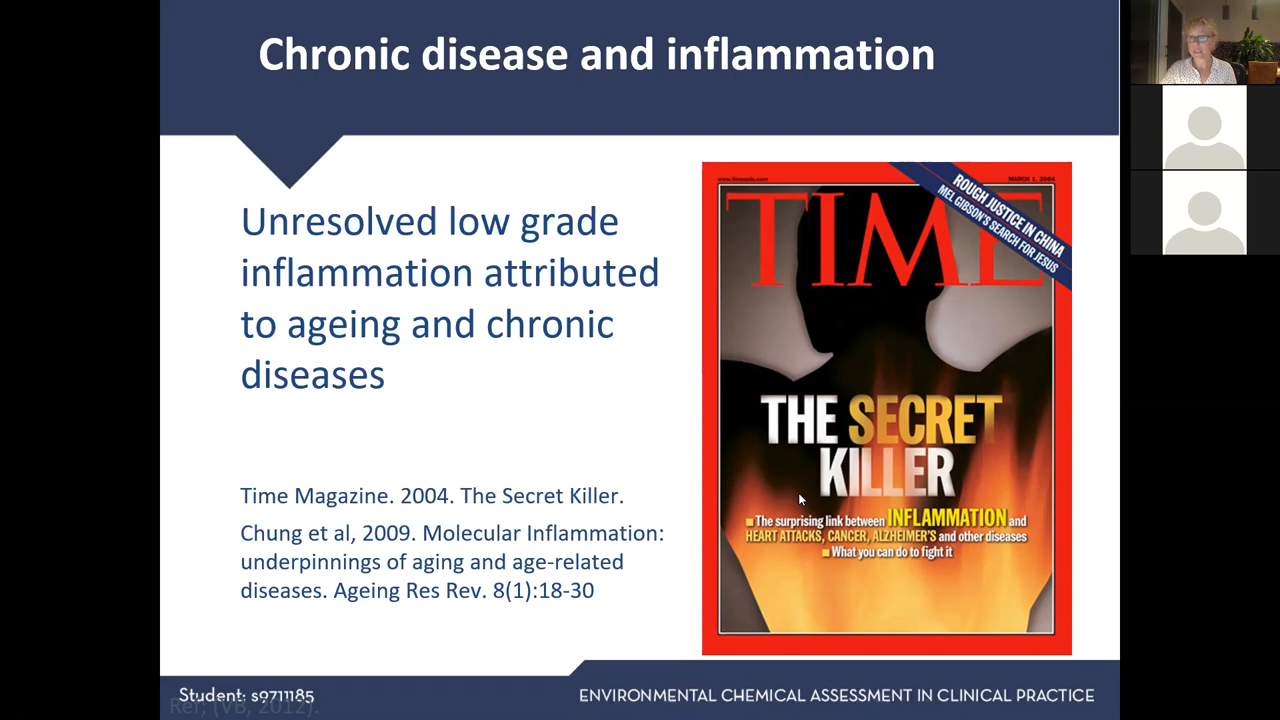 Chronic disease and inflammation
Unresolved low grade
inflammation attributed
to ageing and chronic
diseases
Time Magazine. 2004. The Secret Killer.
Chung et al, 2009. Molecular Inflammation:
underpinnings of aging and age-related
diseases. Ageing Res Rev. 8(1):18-30
MARCH 1, 2004
TIME
ROUGH JUSTICE IN CHINA
MEL GIBSON'S SEARCH FOR JESUS
THE SECRET
KILLER
The surprising link between INFLAMMATION and
HEART ATTACKS, CANCER, ALZHEIMER'S and other diseases
What you can do to fight it
Student: s9711185
ENVIRONMENTAL CHEMICAL ASSESSMENT IN CLINICAL PRACTICE
Ref; (VB, 2012).